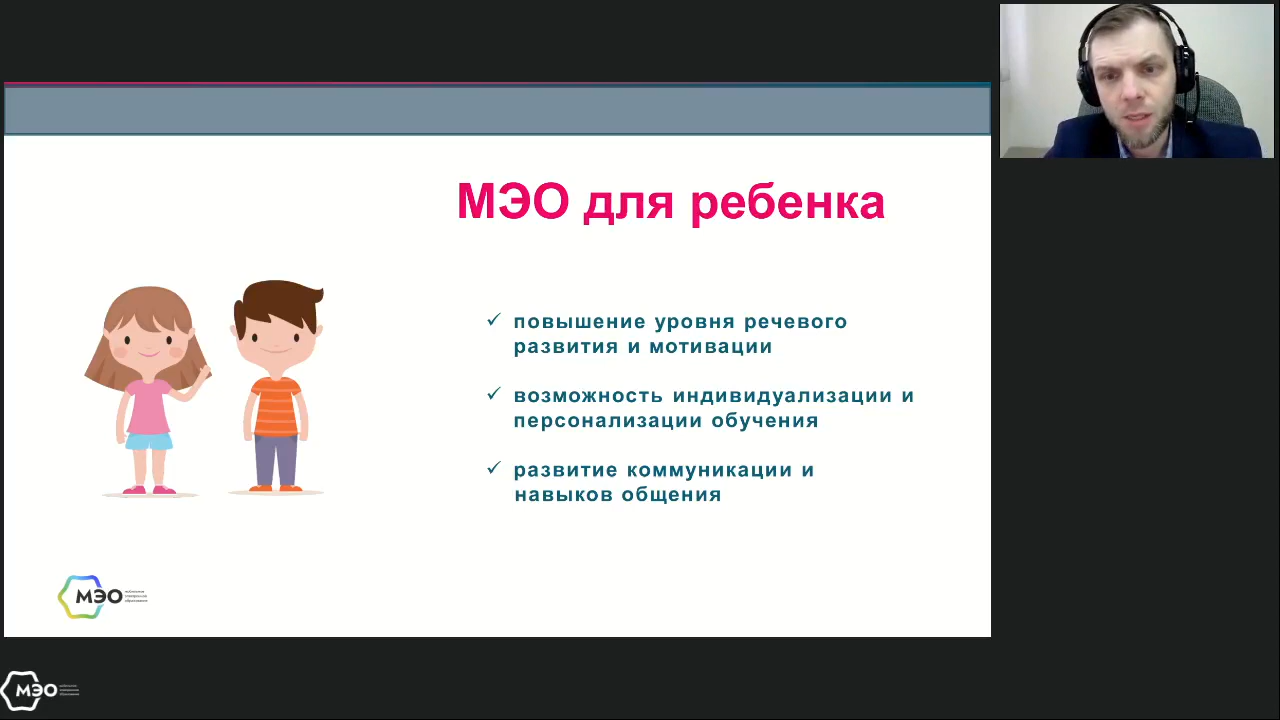 МЭО для ребенка
✓ повышение уровня речевого
развития и мотивации
✓ возможность индивидуализации и
персонализации обучения
✓ развитие коммуникации и
навыков общения
МЭО
МЭО